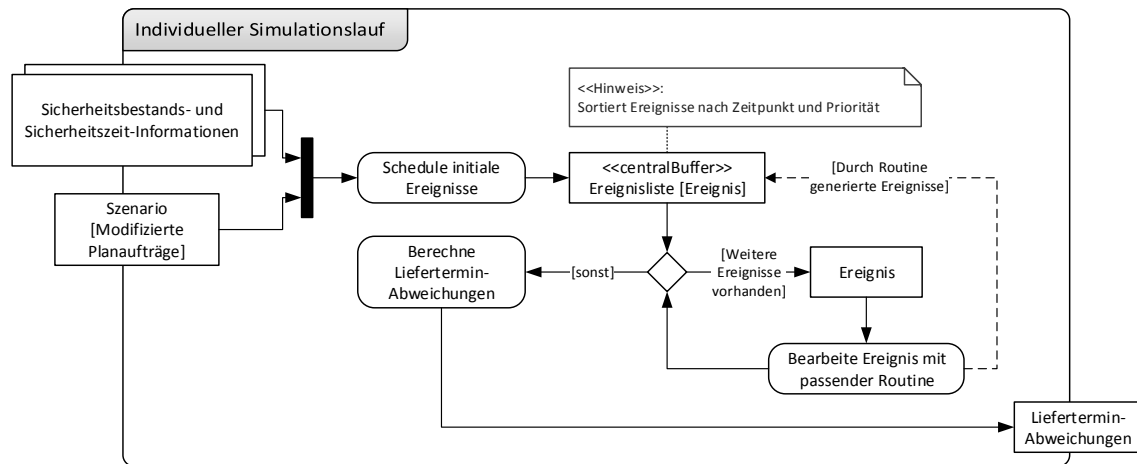 Individueller Simulationslauf
Sicherheitsbestands- und
Sicherheitszeit-Informationen
<<Hinweis>>:
Sortiert Ereignisse nach Zeitpunkt und Priorität
Schedule initiale
Ereignisse
<<centralBuffer>>
Ereignisliste [Ereignis]
[Durch Routine
generierte Ereignisse]
Szenario
[Modifizierte
Planaufträge]
Berechne
Liefertermin-
Abweichungen
[sonst]
[Weitere
Ereignisse
vorhanden]
Ereignis
Bearbeite Ereignis mit
passender Routine
Liefertermin-
Abweichungen